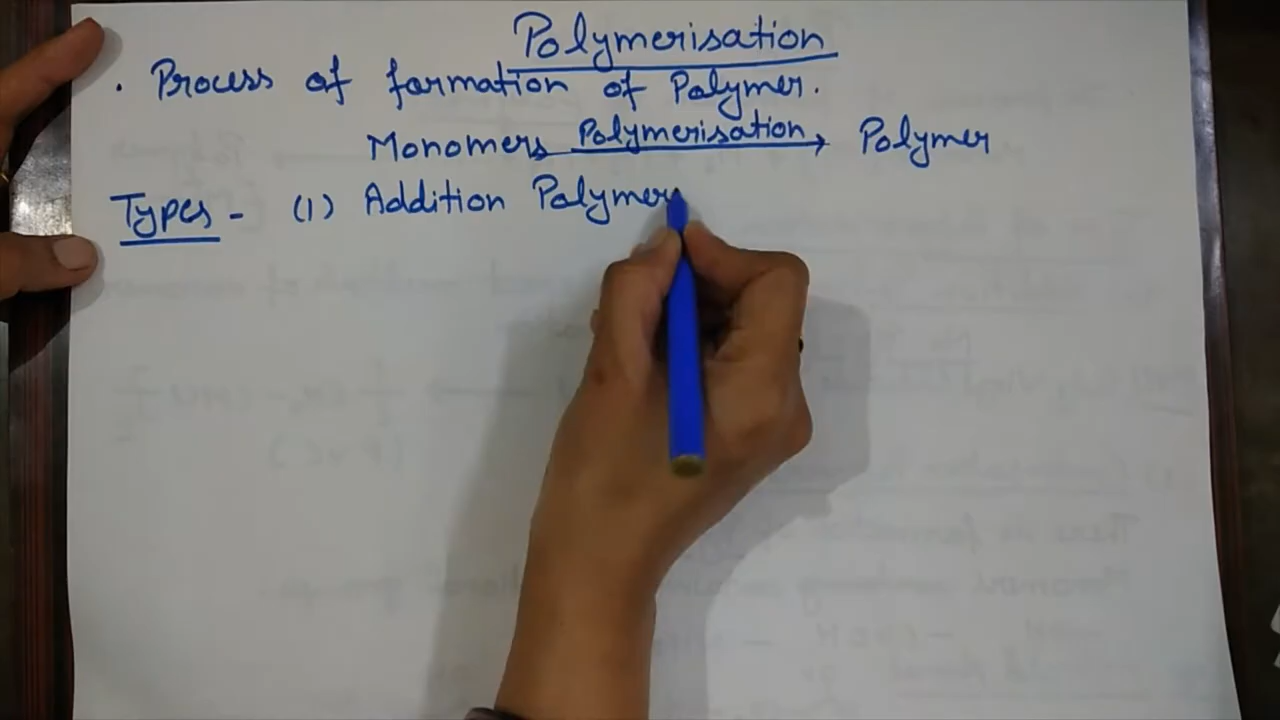 Polymerisation
. Process of formation of Polymer.
Monomers Polymerisation → Polymer
Types - (1) Addition Polymer